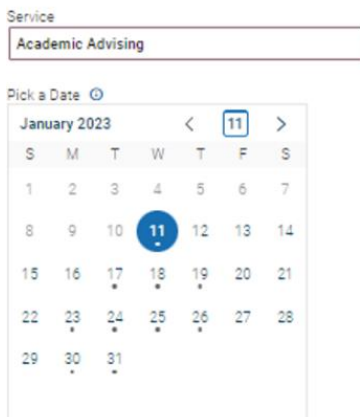 Service
Academic Advising
Pick a Date
January 2023 < 11 >
S M T W T F S
1 2 3 4 5 6 7
8 9 10 11 12 13 14
15 16 17 18 19 20 21
22 23 24 25 26 27 28
29 30 31